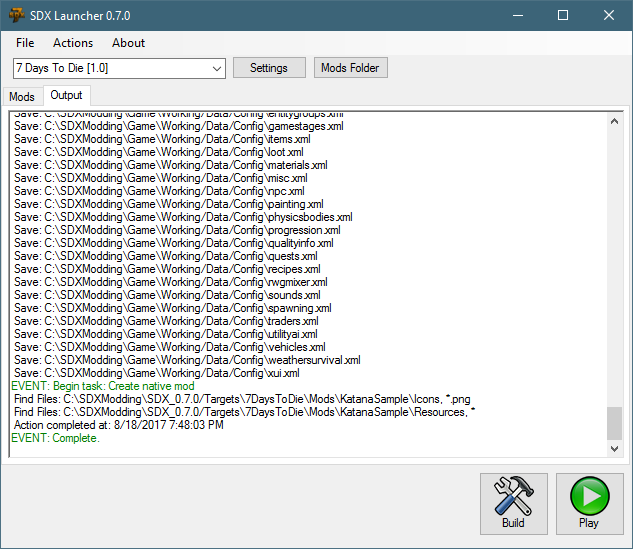 SDX Launcher 0.7.0
File Actions About
7 Days To Die [1.0] Settings Mods Folder
Mods Output
Save: C:\SDXModding\Game\Working/Data/Config\entitygroups.xml
Save: C:\SDXModding\Game\Working/Data/Config\gamestages.xml
Save: C:\SDXModding\Game\Working/Data/Config\items.xml
Save: C:\SDXModding\Game\Working/Data/Config\loot.xml
Save: C:\SDXModding\Game\Working/Data/Config\materials.xml
Save: C:\SDXModding\Game\Working/Data/Config\misc.xml
Save: C:\SDXModding\Game\Working/Data/Config\npc.xml
Save: C:\SDXModding\Game\Working/Data/Config\painting.xml
Save: C:\SDXModding\Game\Working/Data/Config\physicsbodies.xml
Save: C:\SDXModding\Game\Working/Data/Config\progression.xml
Save: C:\SDXModding\Game\Working/Data/Config\qualityinfo.xml
Save: C:\SDXModding\Game\Working/Data/Config\quests.xml
Save: C:\SDXModding\Game\Working/Data/Config\recipes.xml
Save: C:\SDXModding\Game\Working/Data/Config\rwgmixer.xml
Save: C:\SDXModding\Game\Working/Data/Config\sounds.xml
Save: C:\SDXModding\Game\Working/Data/Config\spawning.xml
Save: C:\SDXModding\Game\Working/Data/Config\traders.xml
Save: C:\SDXModding\Game\Working/Data/Config\utilityai.xml
Save: C:\SDXModding\Game\Working/Data/Config\vehicles.xml
Save: C:\SDXModding\Game\Working/Data/Config\weathersurvival.xml
Save: C:\SDXModding\Game\Working/Data/Config\xui.xml
EVENT: Begin task: Create native mod
Find Files: C:\SDXModding\SDX_0.7.0/Targets\7DaysToDie\Mods\KatanaSample\Icons, *.png
Find Files: C:\SDXModding\SDX_0.7.0/Targets\7DaysToDie\Mods\KatanaSample\Resources, *
Action completed at: 8/18/2017 7:48:03 PM
EVENT: Complete.
Build Play